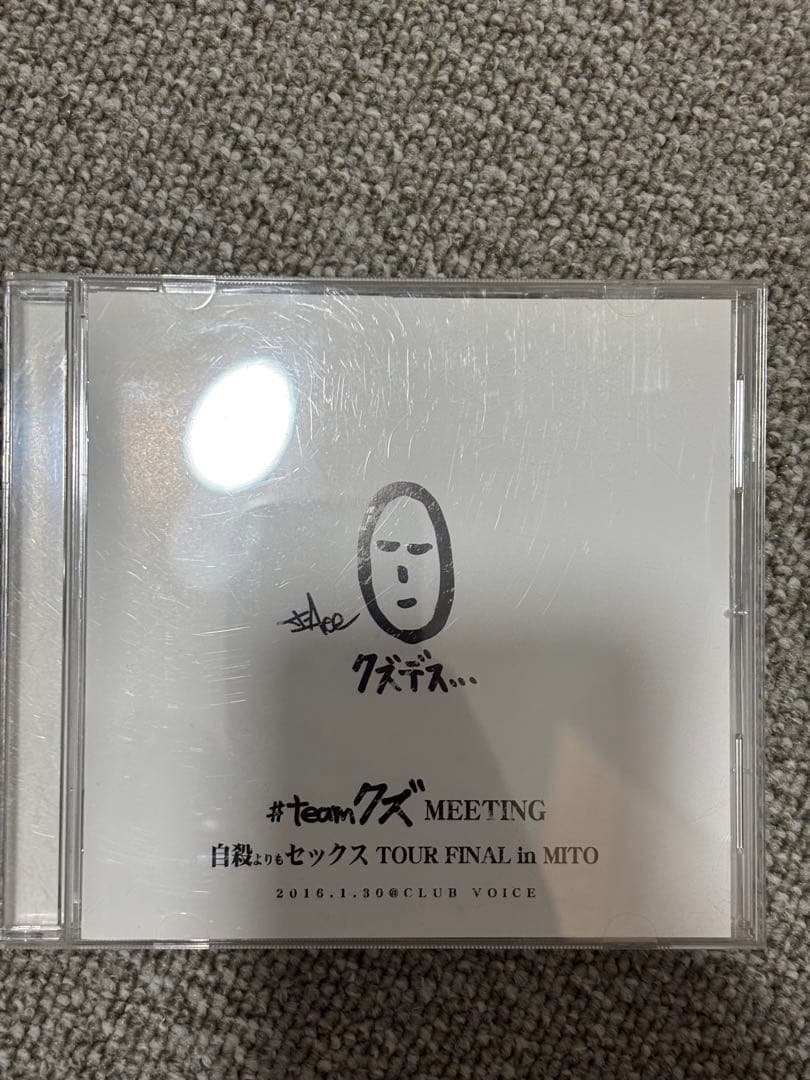 クズデス...
#teamクズ MEETING
自殺よりもセックス TOUR FINAL in MITO
2016.1.30@CLUB VOICE